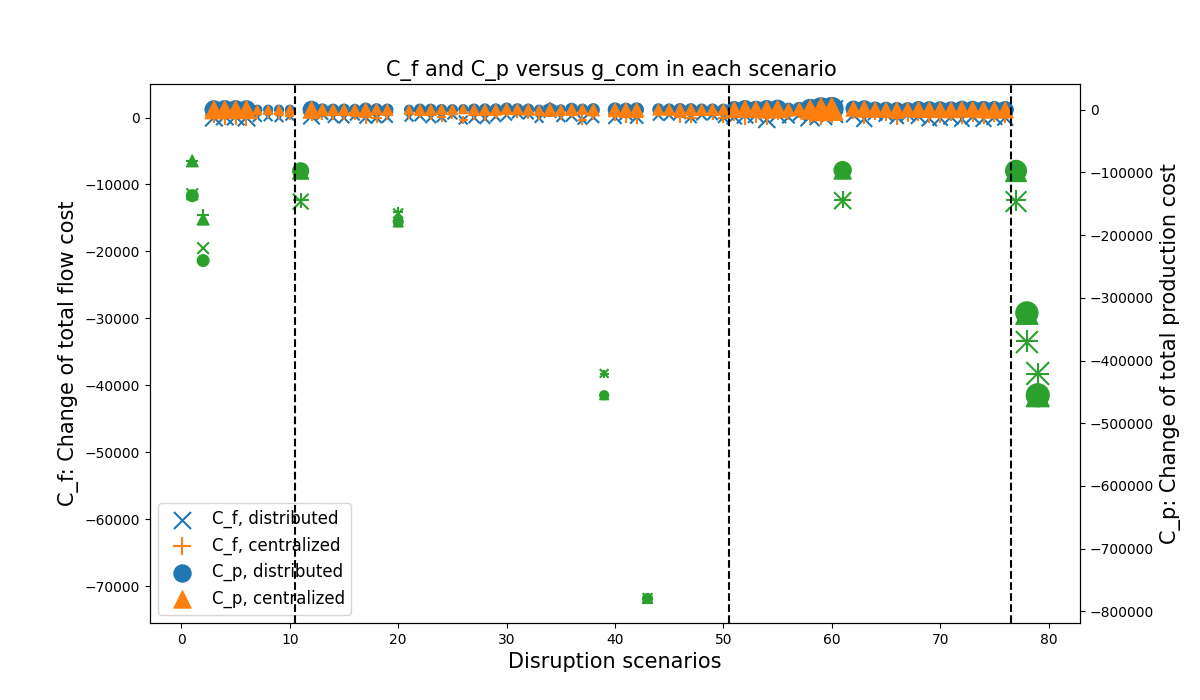 C_f and C_p versus g_com in each scenario
C_f: Change of total flow cost
0
−10000
−20000
−30000
−40000
−50000
−60000
−70000
C_f, distributed
C_f, centralized
C_p, distributed
C_p, centralized
0
−100000
−200000
−300000
−400000
−500000
−600000
−700000
−800000
C_p: Change of total production cost
0 10 20 30 40 50 60 70 80
Disruption scenarios